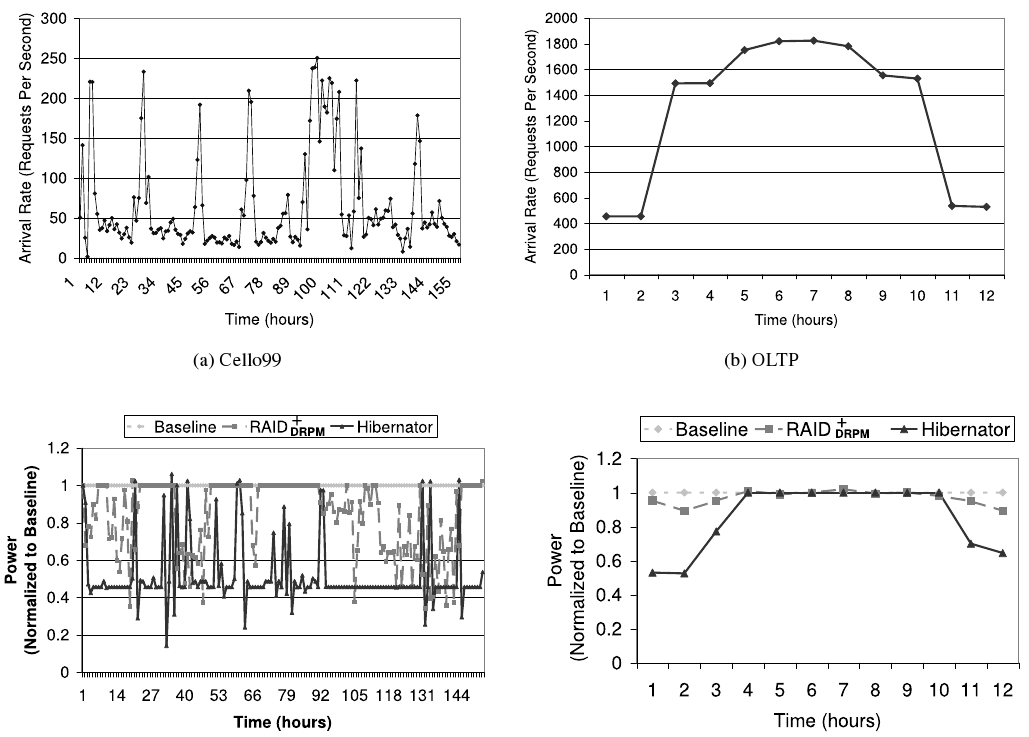 300
250
200
150
100
50
0
Arrival Rate (Requests Per Second)
1 12 23 34 45 56 67 78 89 100 111 122 133 144 155
Time (hours)
(a) Cello99
2000
1800
1600
1400
1200
1000
800
600
400
200
0
Arrival Rate (Requests Per Second)
1 2 3 4 5 6 7 8 9 10 11 12
Time (hours)
(b) OLTP
Baseline RAID+DRPM Hibernator
1.2
1
0.8
0.6
0.4
0.2
0
Power
(Normalized to Baseline)
1 14 27 40 53 66 79 92 105 118 131 144
Time (hours)
Baseline RAID+DRPM Hibernator
1.2
1
0.8
0.6
0.4
0.2
0
Power
(Normalized to Baseline)
1 2 3 4 5 6 7 8 9 10 11 12
Time (hours)